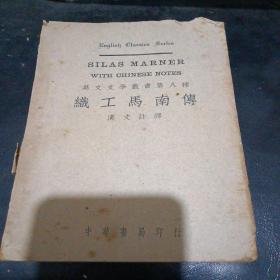 English Classics Series
SILAS MARNER
WITH CHINESE NOTES
英文文學叢書第八種
織工馬南傳
漢文註釋
中華書局印行